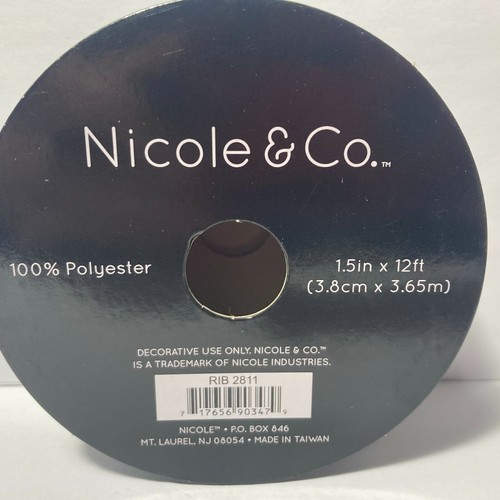 Nicole & Co.™
100% Polyester
1.5in x 12ft
(3.8cm x 3.65m)
DECORATIVE USE ONLY. NICOLE & CO.™
IS A TRADEMARK OF NICOLE INDUSTRIES.
RIB 2811
7 17656 90347 9
NICOLE™ • P.O. BOX 846
MT. LAUREL, NJ 08054 • MADE IN TAIWAN